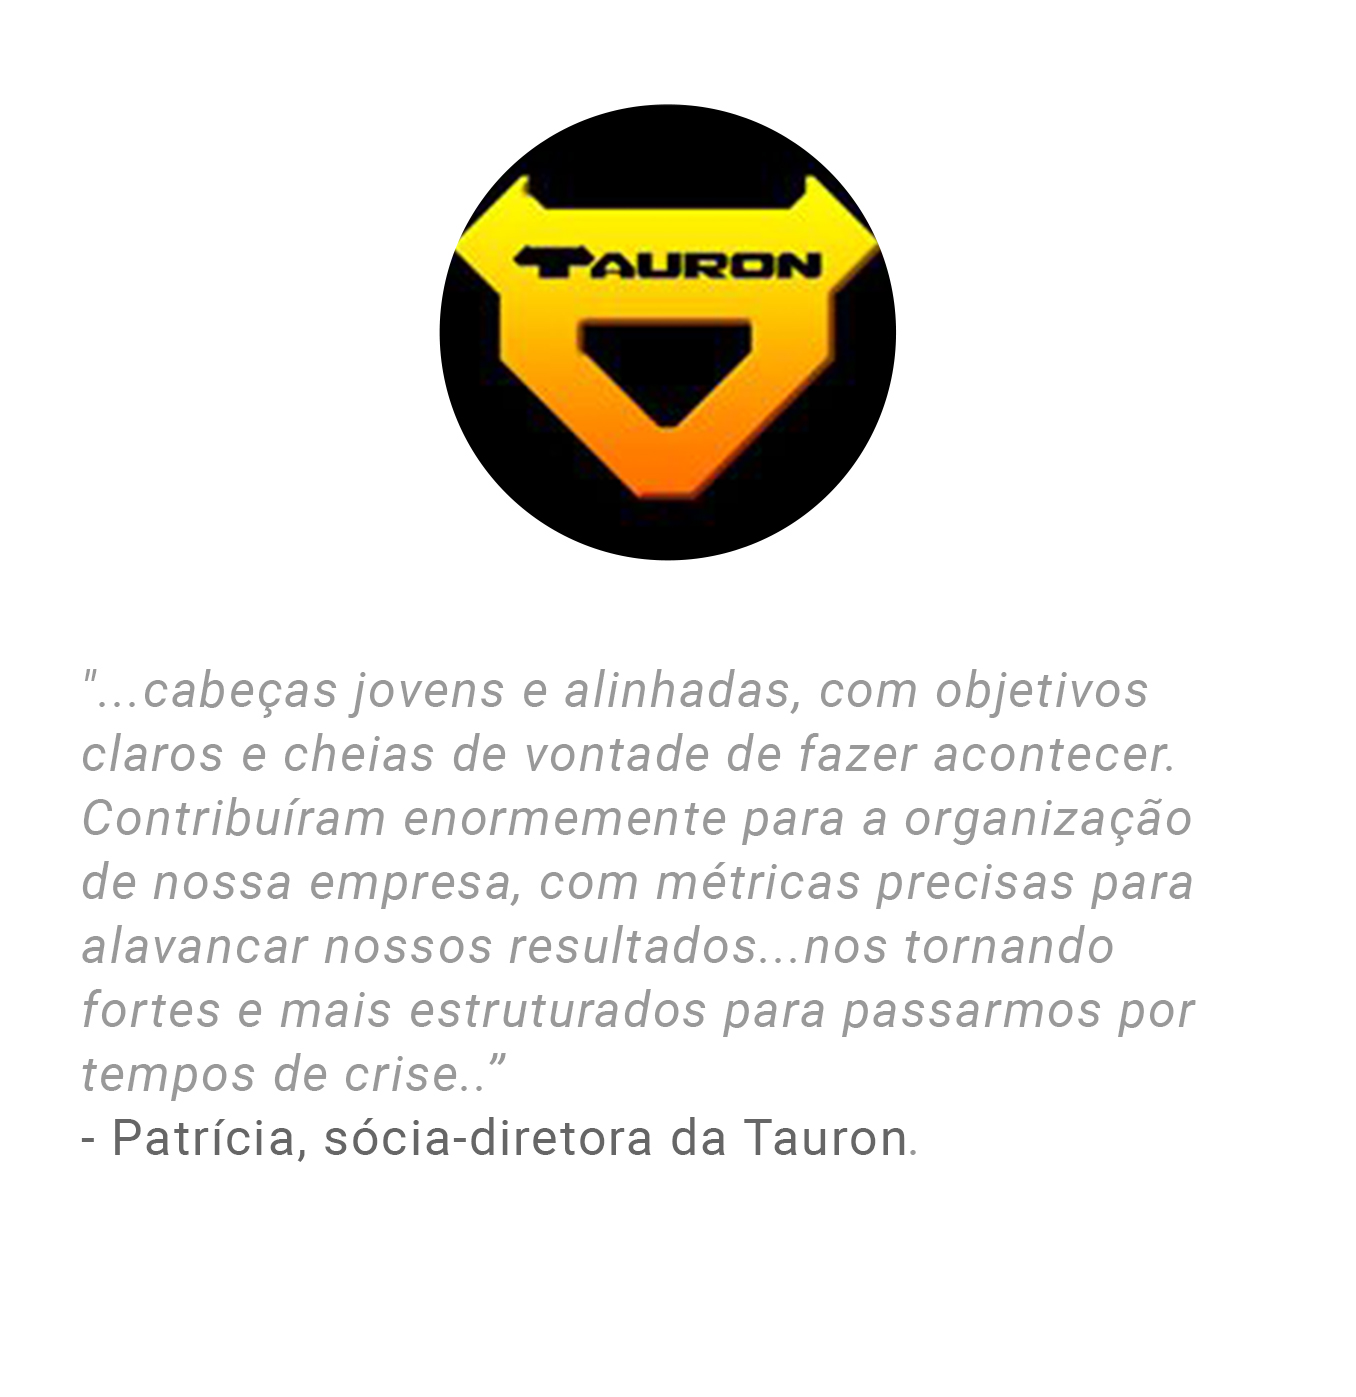 TAURON
"...cabeças jovens e alinhadas, com objetivos
claros e cheias de vontade de fazer acontecer.
Contribuíram enormemente para a organização
de nossa empresa, com métricas precisas para
alavancar nossos resultados...nos tornando
fortes e mais estruturados para passarmos por
tempos de crise..”
- Patrícia, sócia-diretora da Tauron.